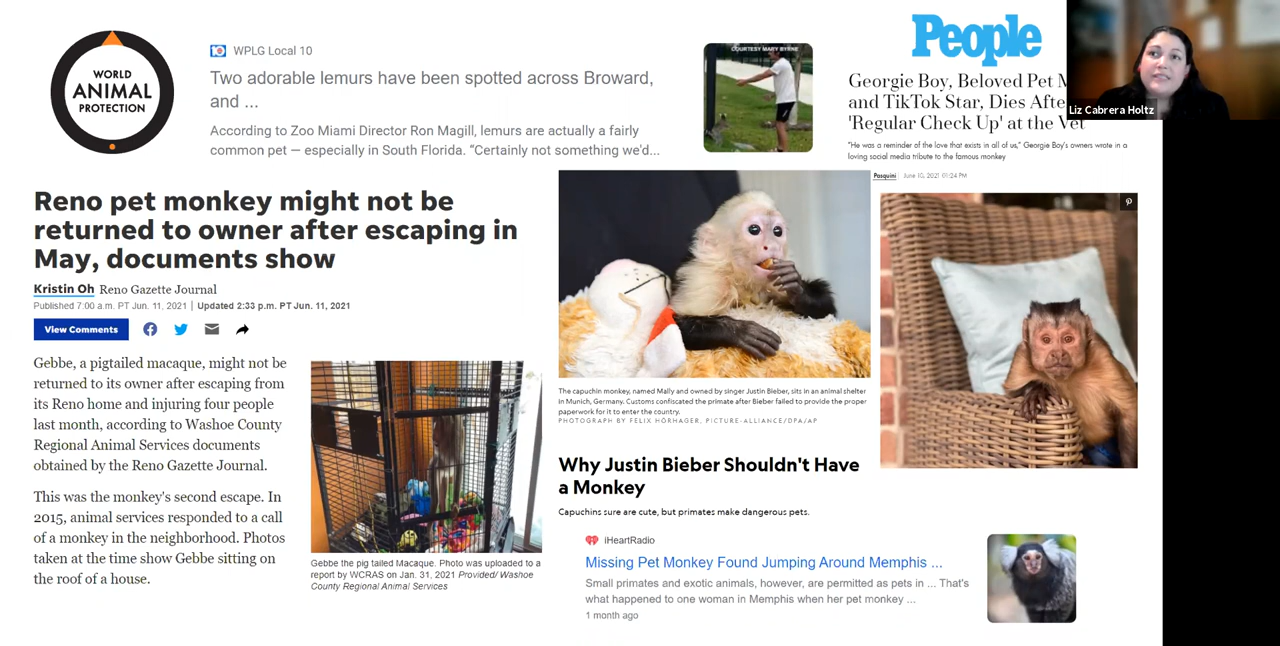 WORLD
ANIMAL
PROTECTION
WPLG Local 10
Two adorable lemurs have been spotted across Broward,
and ...
According to Zoo Miami Director Ron Magill, lemurs are actually a fairly
common pet — especially in South Florida. “Certainly not something we'd...
COURTESY MARY BYRNE
People
Georgie Boy, Beloved Pet M
and TikTok Star, Dies Afte
'Regular Check Up' at the Vet
"He was a reminder of the love that exists in all of us," Georgie Boy's owners wrote in a
loving social media tribute to the famous monkey
Pasquini June 10, 2021 01:24 PM
Liz Cabrera Holtz
Reno pet monkey might not be
returned to owner after escaping in
May, documents show
Kristin Oh Reno Gazette Journal
Published 7:00 a.m. PT Jun. 11, 2021 | Updated 2:33 p.m. PT Jun. 11, 2021
View Comments
Gebbe, a pigtailed macaque, might not be
returned to its owner after escaping from
its Reno home and injuring four people
last month, according to Washoe County
Regional Animal Services documents
obtained by the Reno Gazette Journal.
This was the monkey's second escape. In
2015, animal services responded to a call
of a monkey in the neighborhood. Photos
taken at the time show Gebbe sitting on
the roof of a house.
Gebbe the pig tailed Macaque. Photo was uploaded to a
report by WCRAS on Jan. 31, 2021 Provided/ Washoe
County Regional Animal Services
The capuchin monkey, named Mally and owned by singer Justin Bieber, sits in an animal shelter
in Munich, Germany. Customs confiscated the primate after Bieber failed to provide the proper
paperwork for it to enter the country.
PHOTOGRAPH BY FELIX HÖRHAGER, PICTURE-ALLIANCE/DPA/AP
Why Justin Bieber Shouldn't Have
a Monkey
Capuchins sure are cute, but primates make dangerous pets.
iHeartRadio
Missing Pet Monkey Found Jumping Around Memphis ...
Small primates and exotic animals, however, are permitted as pets in ... That's
what happened to one woman in Memphis when her pet monkey ...
1 month ago